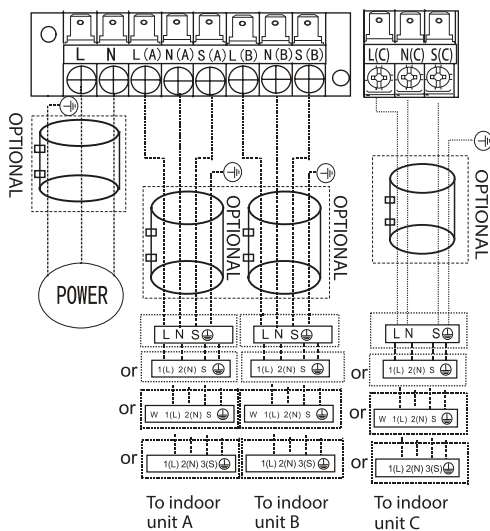 L N L(A) N(A) S(A) L(B) N(B) S(B)
L(C) N(C) S(C)
OPTIONAL
OPTIONAL
OPTIONAL
OPTIONAL
POWER
L N S
L N S
L N S
or 1(L) 2(N) S
1(L) 2(N) S
or 1(L) 2(N) S
or W 1(L) 2(N) S
W 1(L) 2(N) S
or W 1(L) 2(N) S
or 1(L) 2(N) 3(S)
1(L) 2(N) 3(S)
or 1(L) 2(N) 3(S)
To indoor
unit A
To indoor
unit B
To indoor
unit C